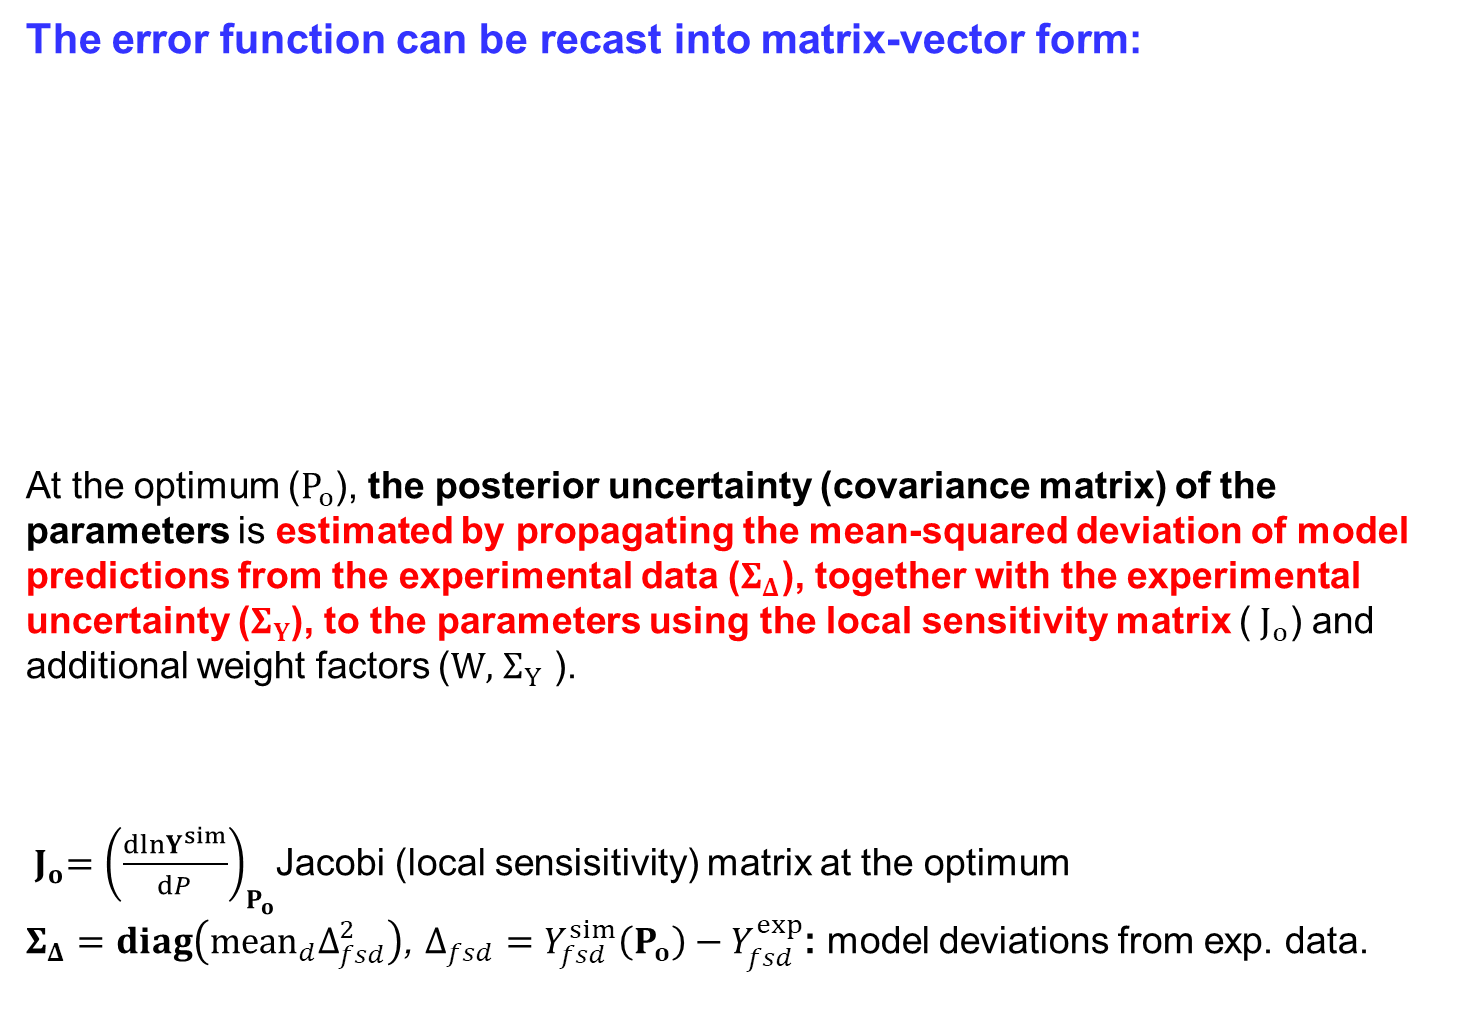 The error function can be recast into matrix-vector form:
At the optimum (Pₒ), the posterior uncertainty (covariance matrix) of the
parameters is estimated by propagating the mean-squared deviation of model
predictions from the experimental data (Σ_Δ), together with the experimental
uncertainty (Σ_Y), to the parameters using the local sensitivity matrix ( Jₒ) and
additional weight factors (W, Σ_Y ).
Jₒ= (dlnY^sim/dP)_Pₒ Jacobi (local sensisitivity) matrix at the optimum
Σ_Δ = diag(mean_d Δ²_fsd), Δ_fsd = Y_fsd^sim(Pₒ) − Y_fsd^exp: model deviations from exp. data.